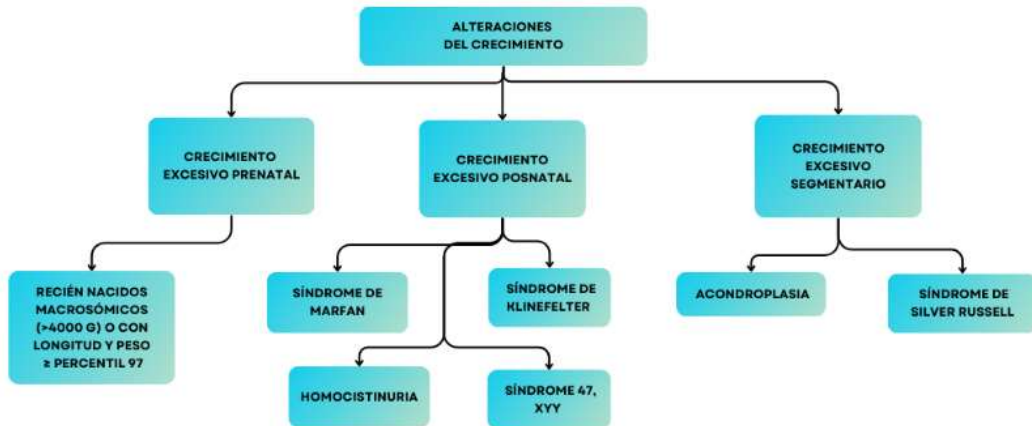 ALTERACIONES
DEL CRECIMIENTO
CRECIMIENTO
EXCESIVO PRENATAL
CRECIMIENTO
EXCESIVO POSNATAL
CRECIMIENTO
EXCESIVO
SEGMENTARIO
RECIÉN NACIDOS
MACROSÓMICOS
(>4000 G) O CON
LONGITUD Y PESO
≥ PERCENTIL 97
SÍNDROME DE
MARFAN
SÍNDROME DE
KLINEFELTER
ACONDROPLASIA
SÍNDROME DE
SILVER RUSSELL
HOMOCISTINURIA
SÍNDROME 47,
XYY